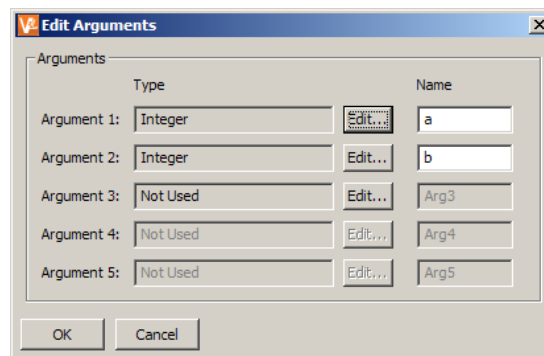 Edit Arguments
Arguments
Type Name
Argument 1: Integer Edit... a
Argument 2: Integer Edit... b
Argument 3: Not Used Edit... Arg3
Argument 4: Not Used Edit... Arg4
Argument 5: Not Used Edit... Arg5
OK Cancel